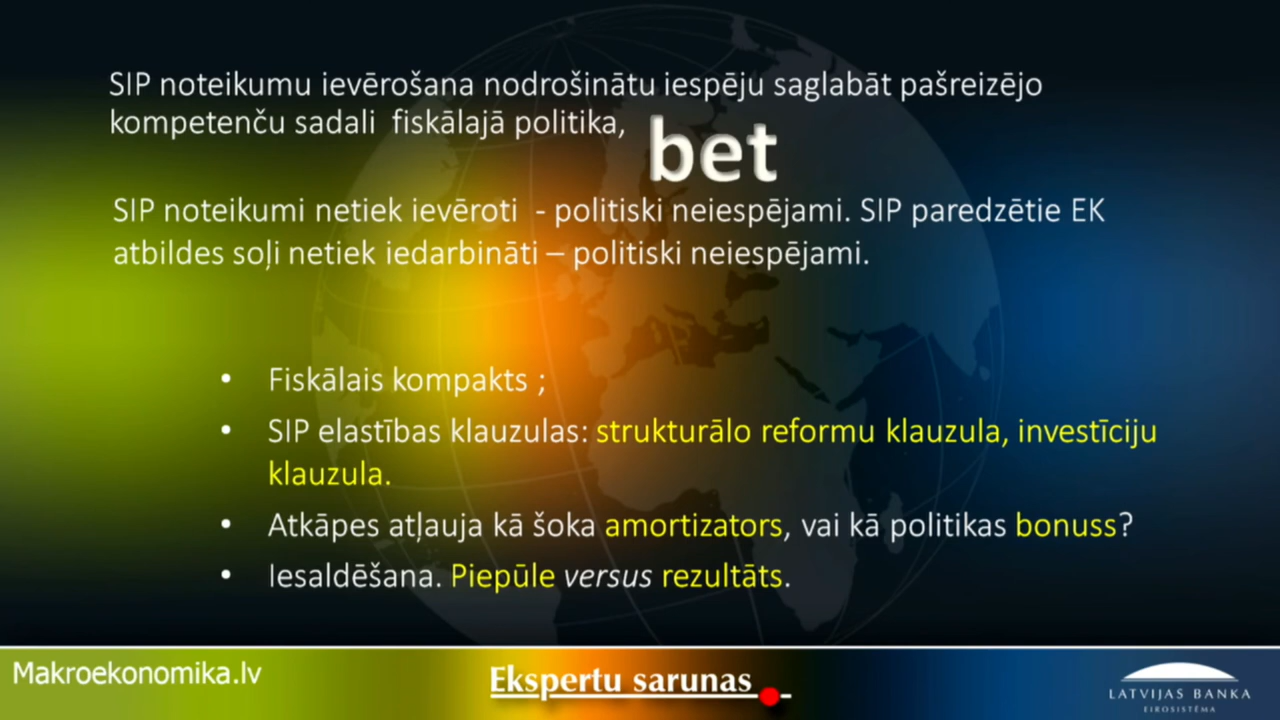 SIP noteikumu ievērošana nodrošinātu iespēju saglabāt pašreizējo
kompetenču sadali fiskālajā politika,
bet
SIP noteikumi netiek ievēroti - politiski neiespējami. SIP paredzētie EK
atbildes soļi netiek iedarbināti – politiski neiespējami.
• Fiskālais kompakts ;
• SIP elastības klauzulas: strukturālo reformu klauzula, investīciju
klauzula.
• Atkāpes atļauja kā šoka amortizators, vai kā politikas bonuss?
• Iesaldēšana. Piepūle versus rezultāts.
Makroekonomika.lv
Ekspertu sarunas
LATVIJAS BANKA
EIROSISTĒMA